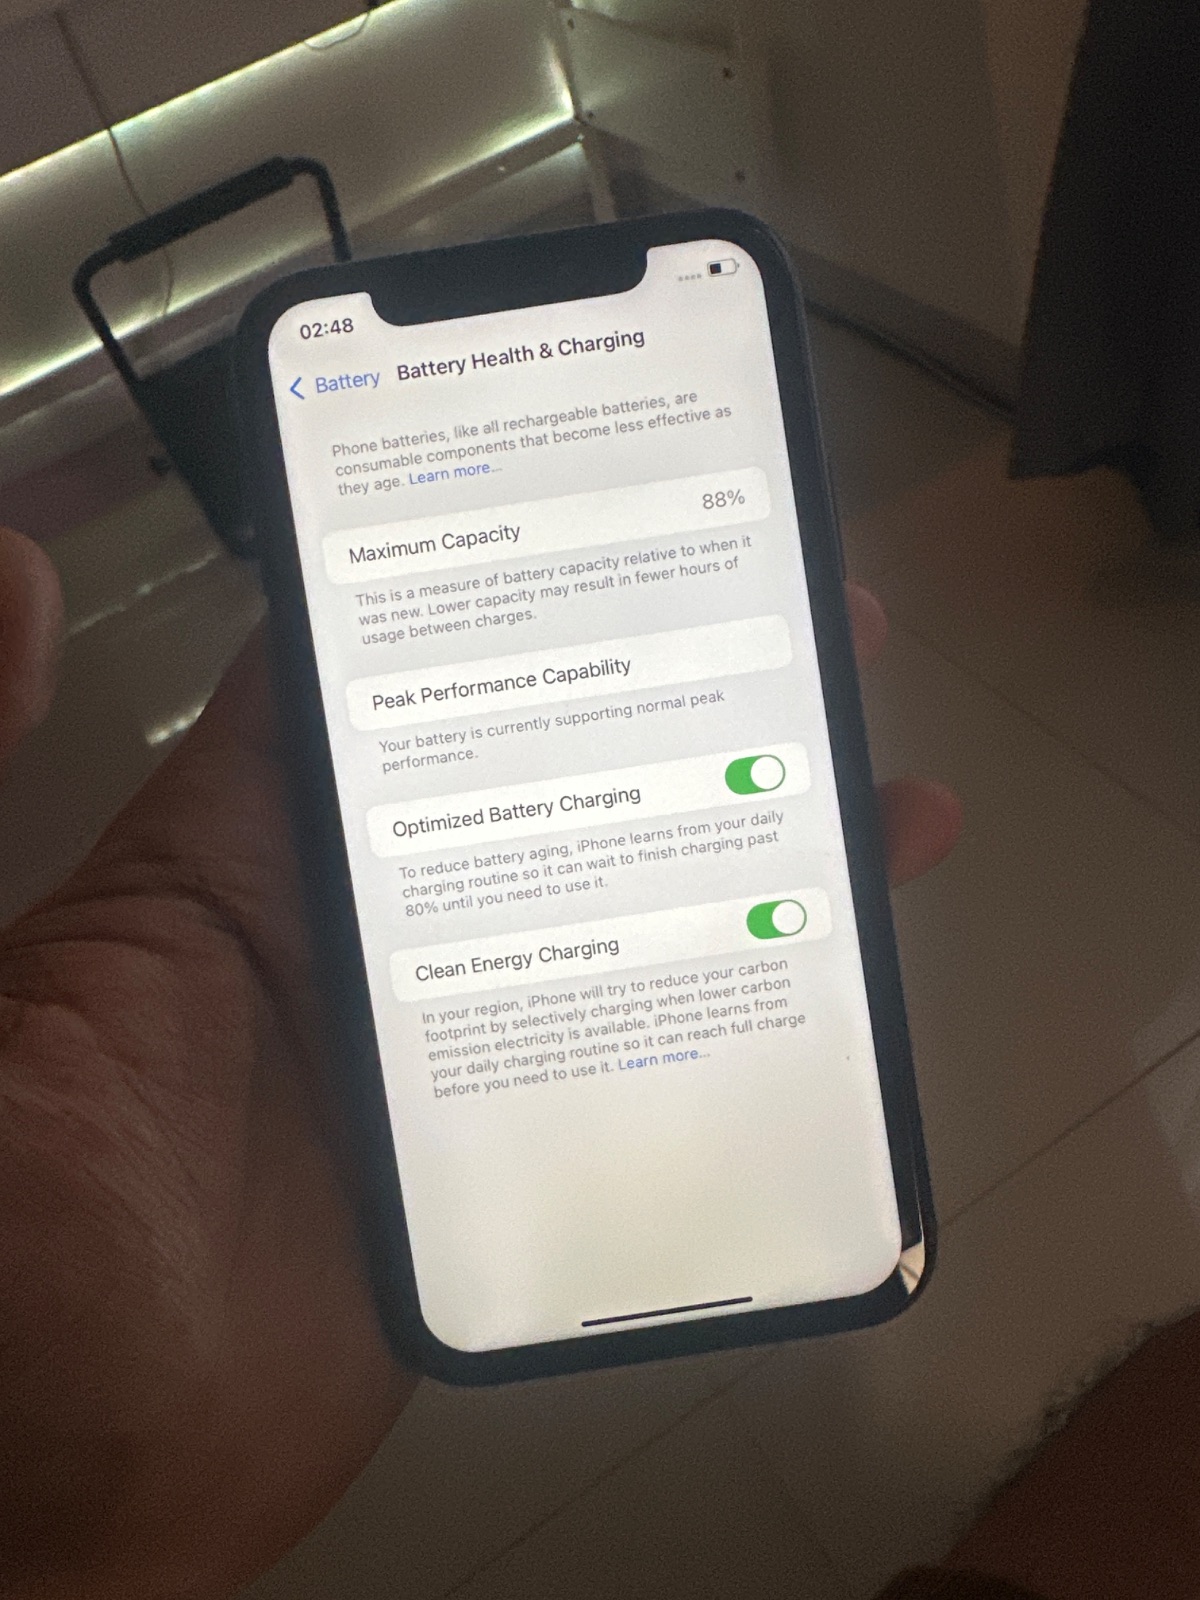 02:48
Battery
Battery Health & Charging
Phone batteries, like all rechargeable batteries, are
consumable components that become less effective as
they age. Learn more...
Maximum Capacity
88%
This is a measure of battery capacity relative to when it
was new. Lower capacity may result in fewer hours of
usage between charges.
Peak Performance Capability
Your battery is currently supporting normal peak
performance.
Optimized Battery Charging
To reduce battery aging, iPhone learns from your daily
charging routine so it can wait to finish charging past
80% until you need to use it.
Clean Energy Charging
In your region, iPhone will try to reduce your carbon
footprint by selectively charging when lower carbon
emission electricity is available. iPhone learns from
your daily charging routine so it can reach full charge
before you need to use it. Learn more...